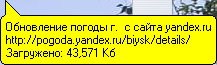 Обновление погоды г.  с сайта yandex.ru
http://pogoda.yandex.ru/biysk/details/
Загружено: 43,571 Кб